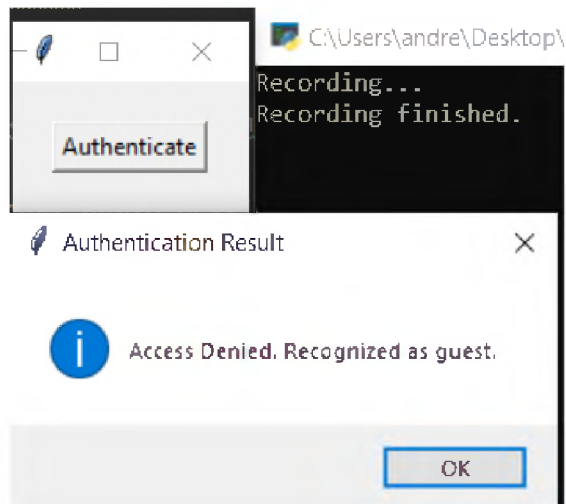 C:\Users\andre\Desktop\
Recording...
Recording finished.
Authenticate
Authentication Result
Access Denied. Recognized as guest.
OK